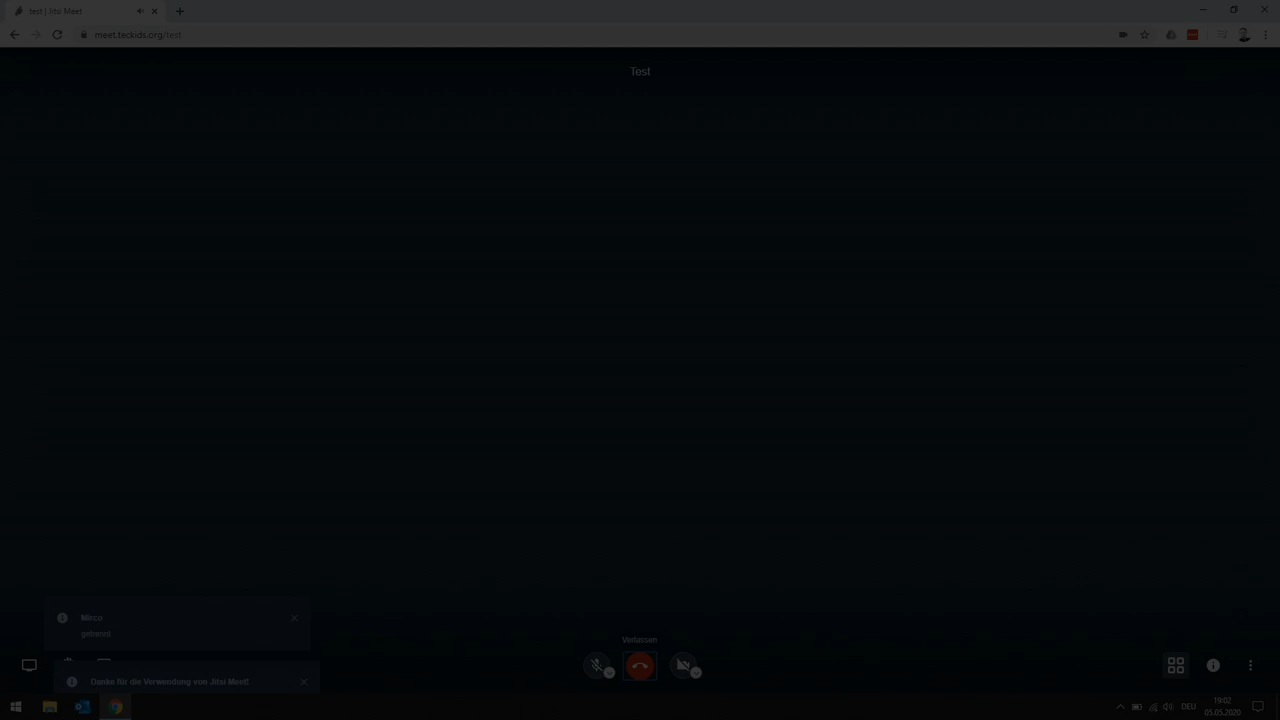 test | Jitsi Meet
meet.teckids.org/test
Test
Mirco
getrennt
Verlassen
Danke für die Verwendung von Jitsi Meet!
DEU
19:02
05.05.2020